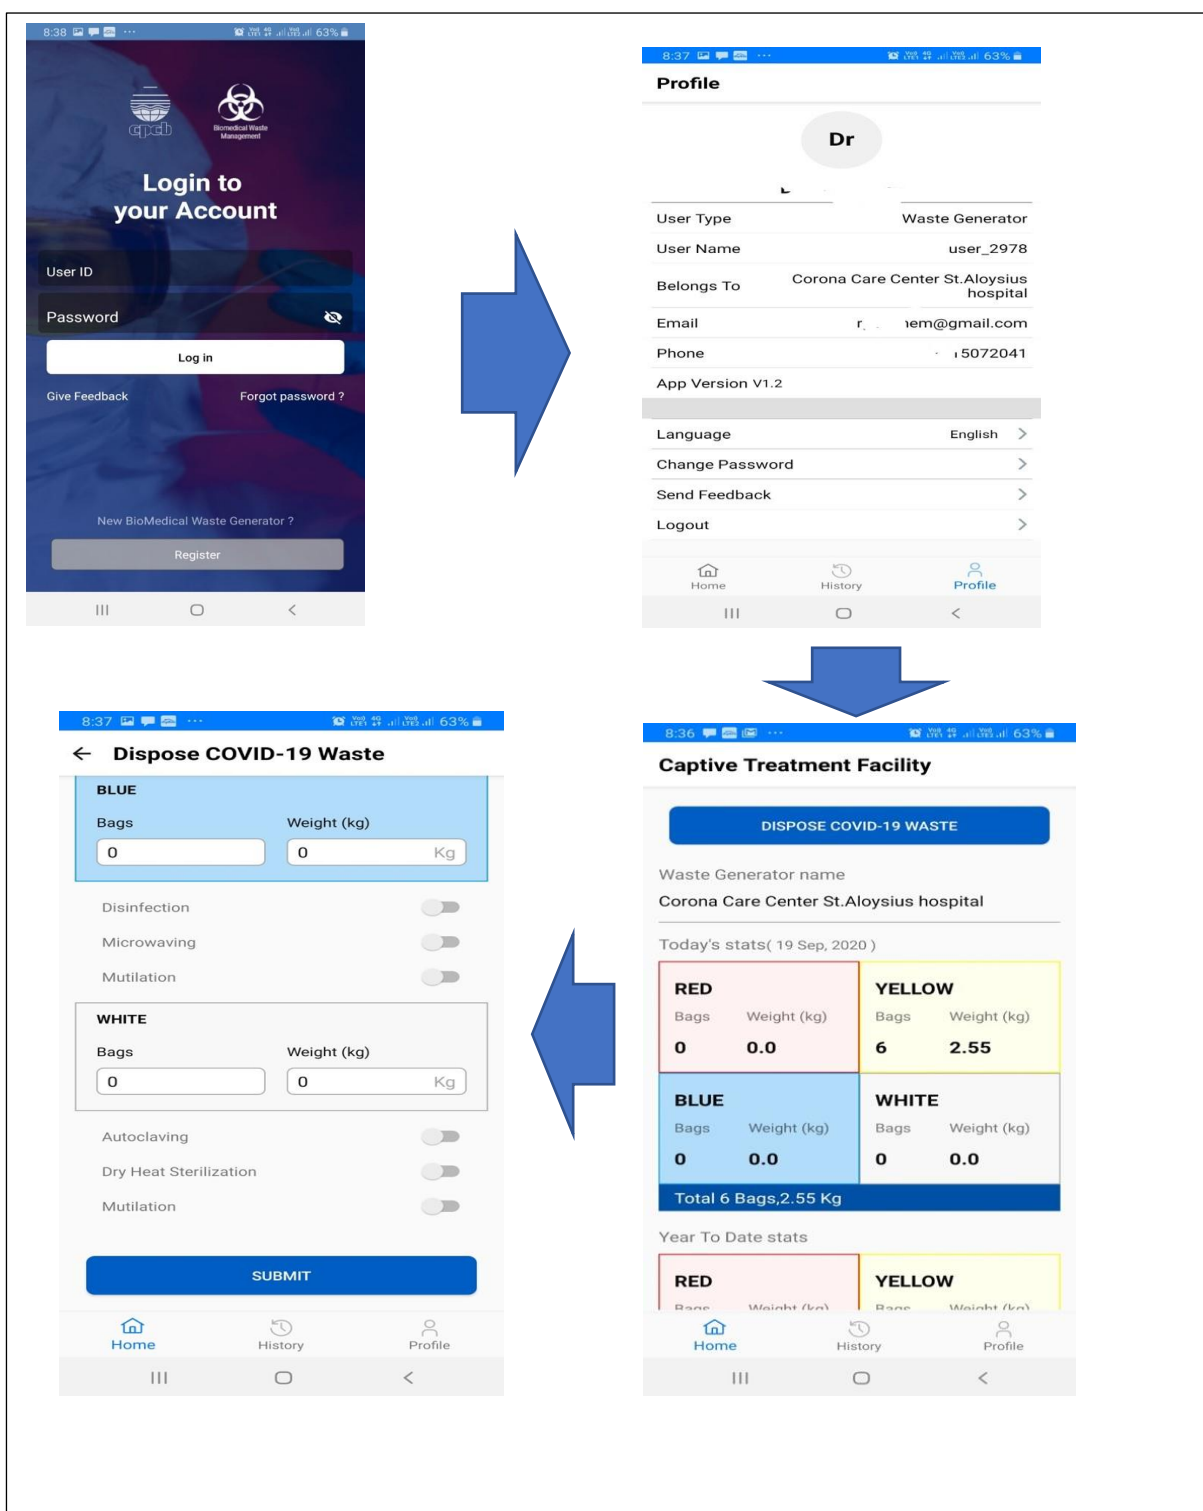 8:38
63%
cpcb
Biomedical Waste
Management
Login to
your Account
User ID
Password
Log in
Give Feedback Forgot password ?
New BioMedical Waste Generator ?
Register
8:37 63%
Profile
Dr
User Type Waste Generator
User Name user_2978
Belongs To Corona Care Center St.Aloysius
hospital
Email hem@gmail.com
Phone 5072041
App Version V1.2
Language English
Change Password
Send Feedback
Logout
Home History Profile
8:36 63%
Captive Treatment Facility
DISPOSE COVID-19 WASTE
Waste Generator name
Corona Care Center St.Aloysius hospital
Today's stats( 19 Sep, 2020 )
RED YELLOW
Bags Weight (kg) Bags Weight (kg)
0 0.0 6 2.55
BLUE WHITE
Bags Weight (kg) Bags Weight (kg)
0 0.0 0 0.0
Total 6 Bags,2.55 Kg
Year To Date stats
RED YELLOW
Bags Weight (kg) Bags Weight (kg)
Home History Profile
8:37 63%
Dispose COVID-19 Waste
BLUE
Bags Weight (kg)
0 0 Kg
Disinfection
Microwaving
Mutilation
WHITE
Bags Weight (kg)
0 0 Kg
Autoclaving
Dry Heat Sterilization
Mutilation
SUBMIT
Home History Profile